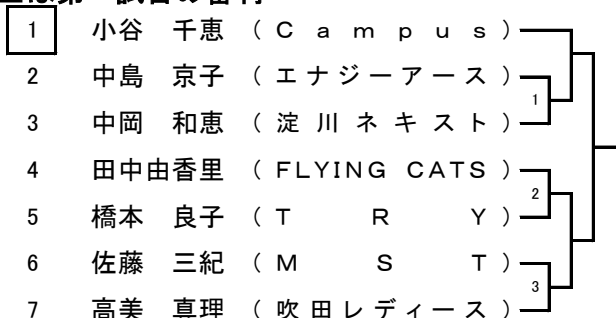 1 小谷 千恵 (Campus)
2 中島 京子 (エナジーアース)
1
3 中岡 和恵 (淀川ネキスト)
4 田中由香里 (FLYING CATS)
2
5 橋本 良子 (TRY)
6 佐藤 三紀 (MST)
3
7 高美 真理 (吹田レディース)